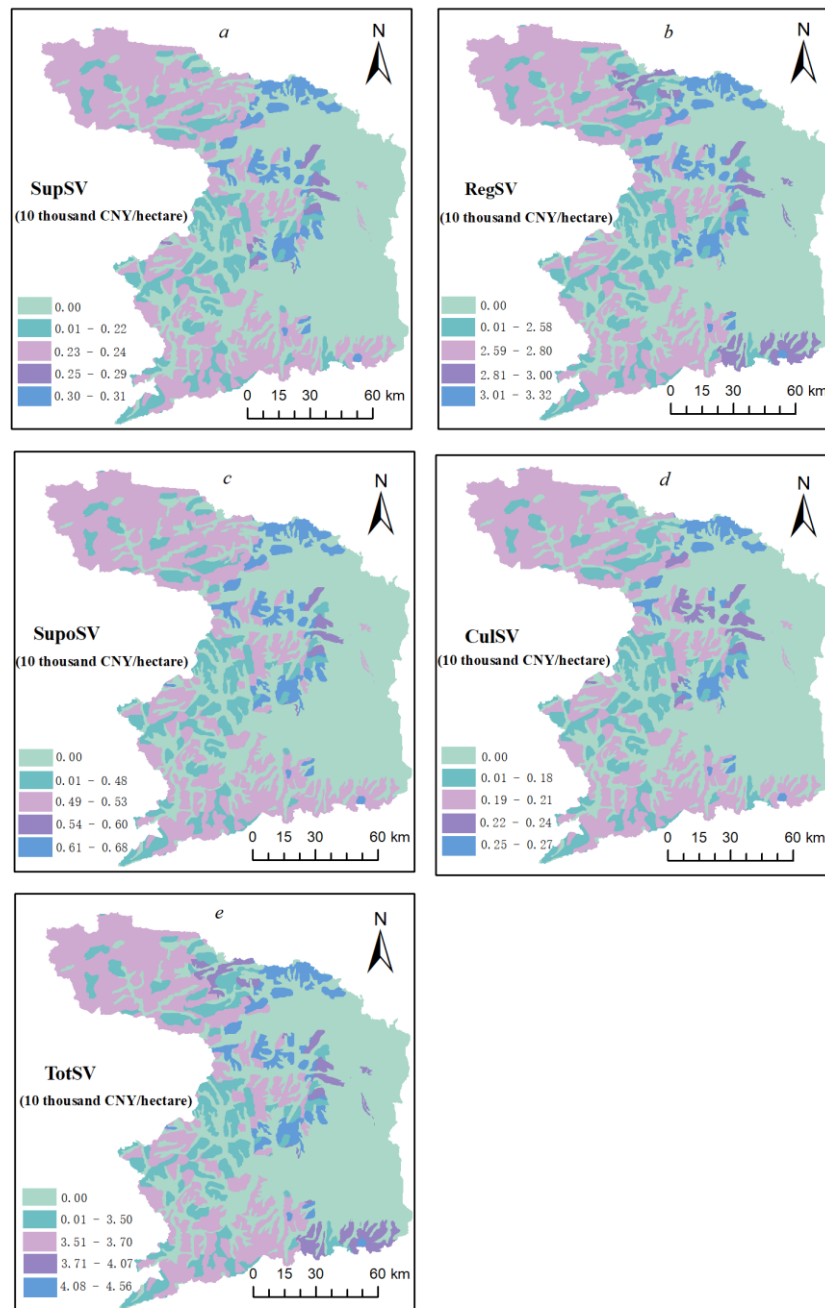 a
N
SupSV
(10 thousand CNY/hectare)
0.00
0.01 - 0.22
0.23 - 0.24
0.25 - 0.29
0.30 - 0.31
0 15 30 60 km
b
N
RegSV
(10 thousand CNY/hectare)
0.00
0.01 - 2.58
2.59 - 2.80
2.81 - 3.00
3.01 - 3.32
0 15 30 60 km
c
N
SupoSV
(10 thousand CNY/hectare)
0.00
0.01 - 0.48
0.49 - 0.53
0.54 - 0.60
0.61 - 0.68
0 15 30 60 km
d
N
CulSV
(10 thousand CNY/hectare)
0.00
0.01 - 0.18
0.19 - 0.21
0.22 - 0.24
0.25 - 0.27
0 15 30 60 km
e
N
TotSV
(10 thousand CNY/hectare)
0.00
0.01 - 3.50
3.51 - 3.70
3.71 - 4.07
4.08 - 4.56
0 15 30 60 km